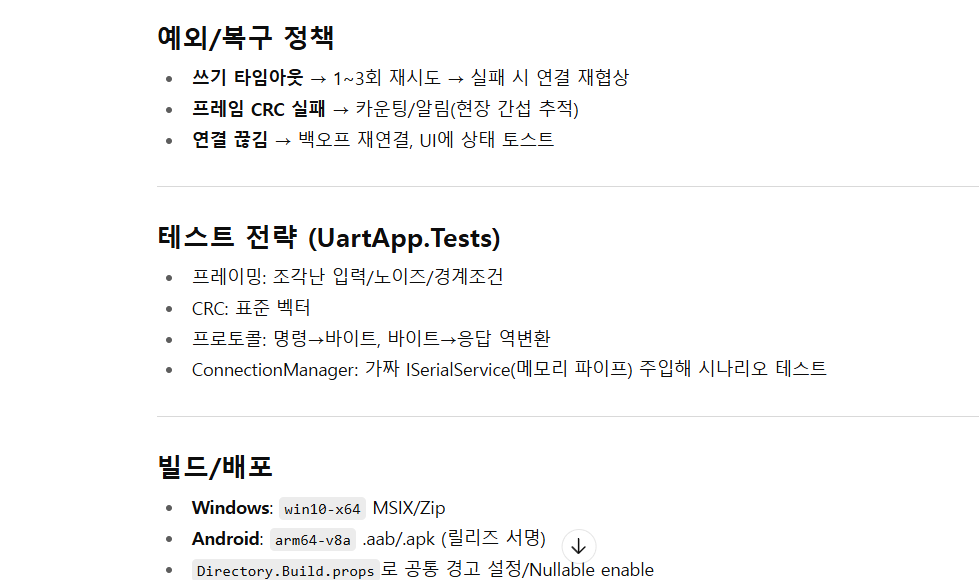 예외/복구 정책
쓰기 타임아웃 → 1~3회 재시도 → 실패 시 연결 재협상
프레임 CRC 실패 → 카운팅/알림(현장 간섭 추적)
연결 끊김 → 백오프 재연결, UI에 상태 토스트
테스트 전략 (UartApp.Tests)
프레이밍: 조각난 입력/노이즈/경계조건
CRC: 표준 벡터
프로토콜: 명령→바이트, 바이트→응답 역변환
ConnectionManager: 가짜 ISerialService(메모리 파이프) 주입해 시나리오 테스트
빌드/배포
Windows: win10-x64 MSIX/Zip
Android: arm64-v8a .aab/.apk (릴리즈 서명)
Directory.Build.props로 공통 경고 설정/Nullable enable